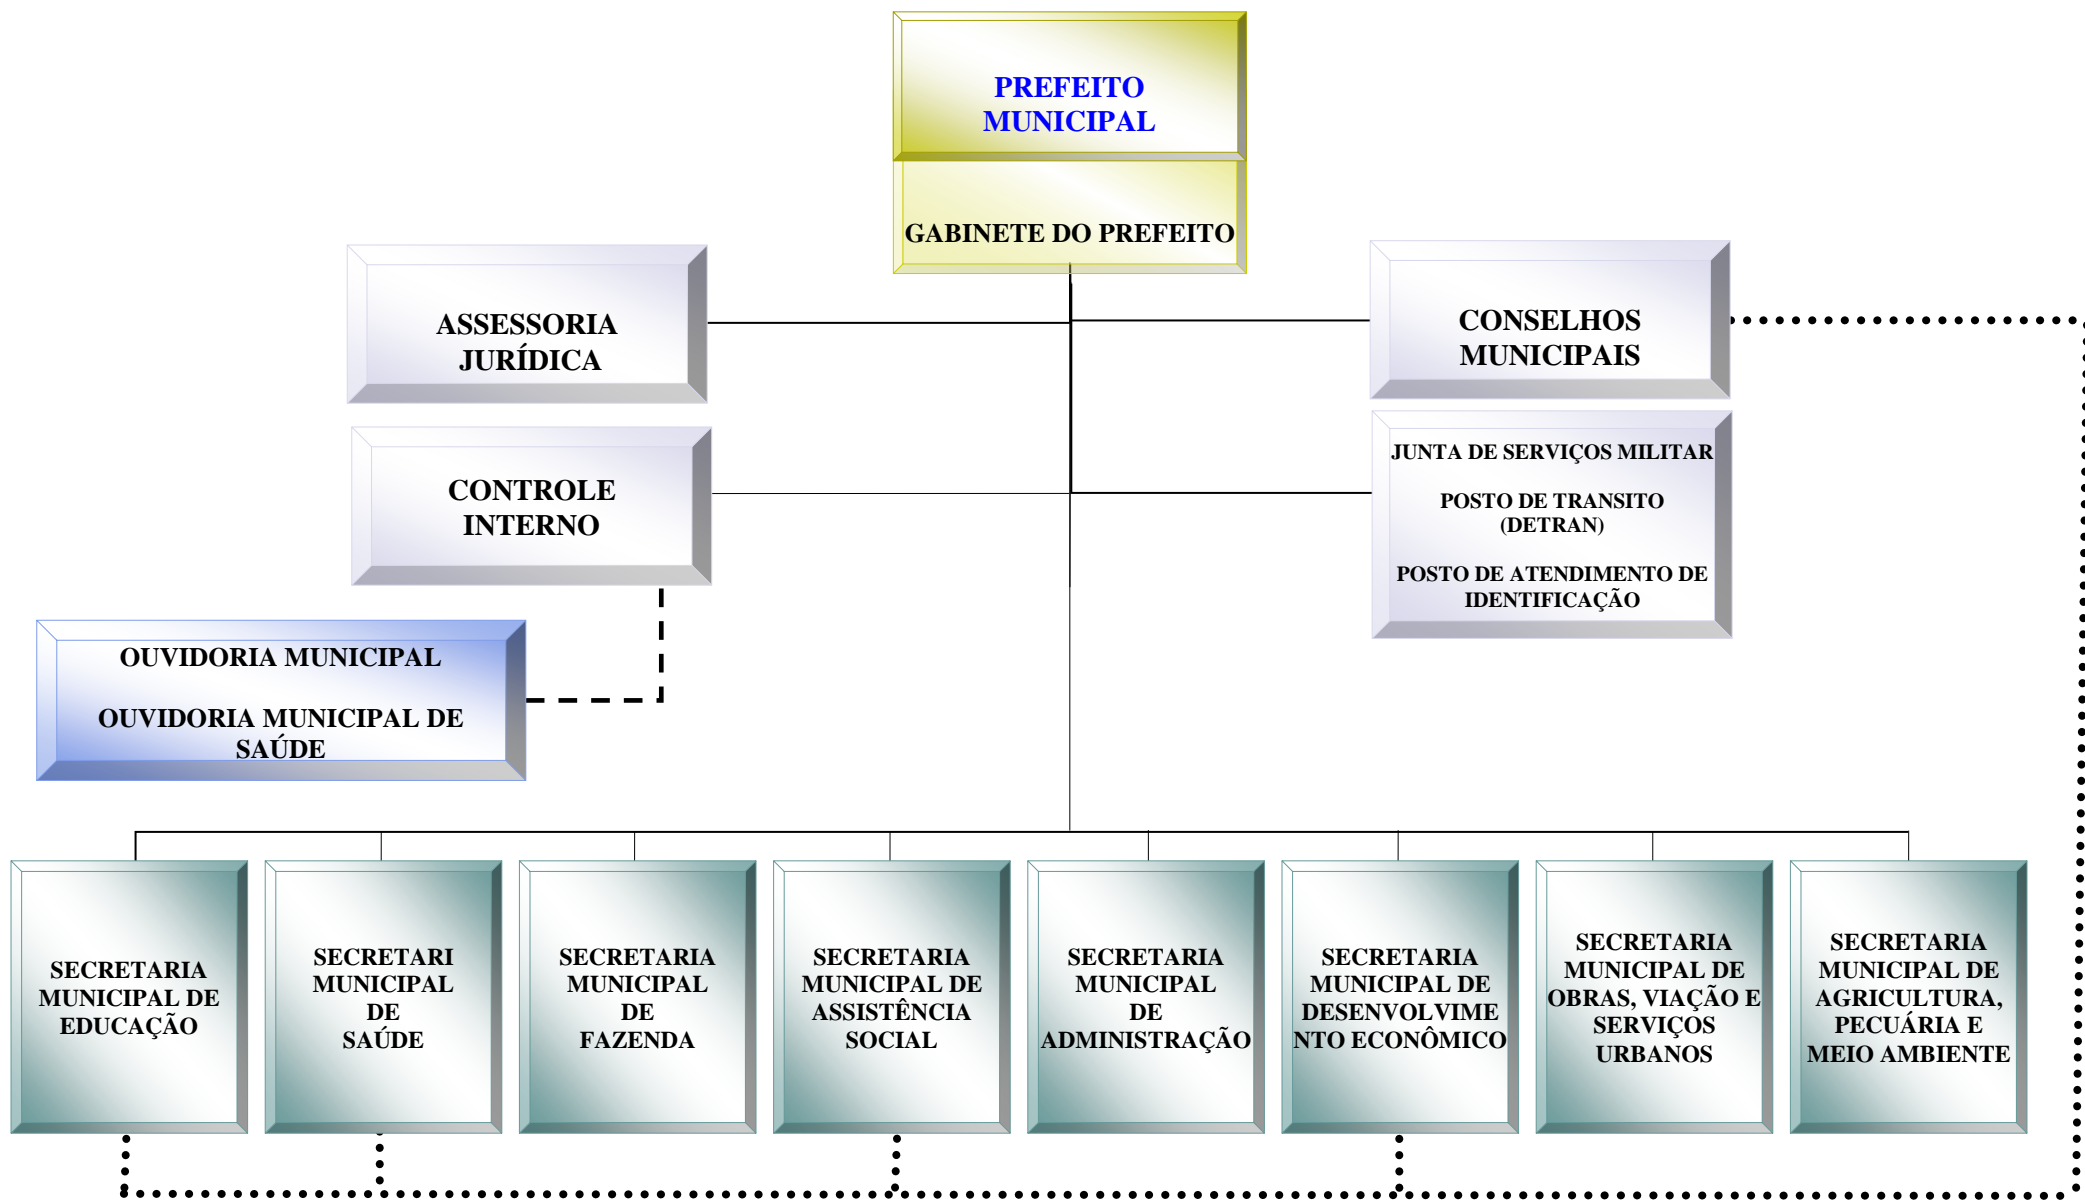 PREFEITO
MUNICIPAL
GABINETE DO PREFEITO
ASSESSORIA
JURÍDICA
CONSELHOS
MUNICIPAIS
CONTROLE
INTERNO
JUNTA DE SERVIÇOS MILITAR
POSTO DE TRANSITO
(DETRAN)
POSTO DE ATENDIMENTO DE
IDENTIFICAÇÃO
OUVIDORIA MUNICIPAL
OUVIDORIA MUNICIPAL DE
SAÚDE
SECRETARIA
MUNICIPAL DE
EDUCAÇÃO
SECRETARI
MUNICIPAL
DE
SAÚDE
SECRETARIA
MUNICIPAL
DE
FAZENDA
SECRETARIA
MUNICIPAL DE
ASSISTÊNCIA
SOCIAL
SECRETARIA
MUNICIPAL
DE
ADMINISTRAÇÃO
SECRETARIA
MUNICIPAL DE
DESENVOLVIME
NTO ECONÔMICO
SECRETARIA
MUNICIPAL DE
OBRAS, VIAÇÃO E
SERVIÇOS
URBANOS
SECRETARIA
MUNICIPAL DE
AGRICULTURA,
PECUÁRIA E
MEIO AMBIENTE